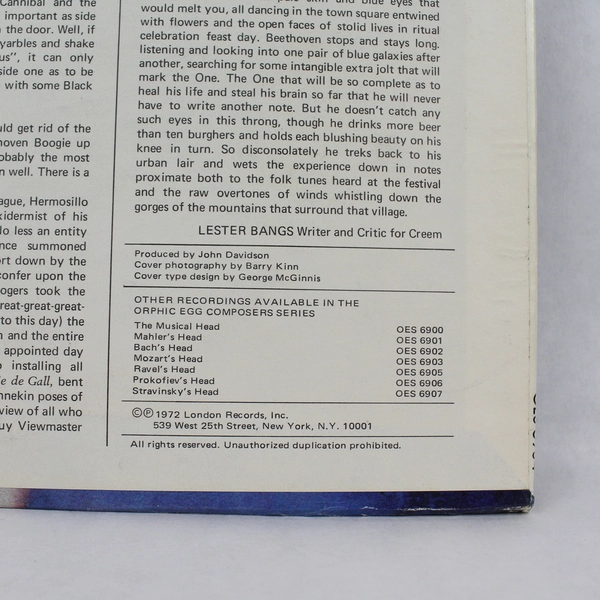 Cannibal and the
important as side
the door. Well, if
yarbles and shake
us", it can only
side one as to be
with some Black
uld get rid of the
hoven Boogie up
obably the most
n well. There is a
ague, Hermosillo
xidermist of his
lo less an entity
nce summoned
ort down by the
confer upon the
ogers took the
reat-great-great-
to this day) the
n and the entire
appointed day
installing all
e de Gall, bent
nnekin poses of
view of all who
uy Viewmaster
skin and blue eyes that
would melt you, all dancing in the town square entwined
with flowers and the open faces of stolid lives in ritual
celebration feast day. Beethoven stops and stays long.
listening and looking into one pair of blue galaxies after
another, searching for some intangible extra jolt that will
mark the One. The One that will be so complete as to
heal his life and steal his brain so far that he will never
have to write another note. But he doesn't catch any
such eyes in this throng, though he drinks more beer
than ten burghers and holds each blushing beauty on his
knee in turn. So disconsolately he treks back to his
urban lair and wets the experience down in notes
proximate both to the folk tunes heard at the festival
and the raw overtones of winds whistling down the
gorges of the mountains that surround that village.
LESTER BANGS Writer and Critic for Creem
Produced by John Davidson
Cover photography by Barry Kinn
Cover type design by George McGinnis
OTHER RECORDINGS AVAILABLE IN THE
ORPHIC EGG COMPOSERS SERIES
The Musical Head OES 6900
Mahler's Head OES 6901
Bach's Head OES 6902
Mozart's Head OES 6903
Ravel's Head OES 6905
Prokofiev's Head OES 6906
Stravinsky's Head OES 6907
©℗ 1972 London Records, Inc.
539 West 25th Street, New York, N.Y. 10001
All rights reserved. Unauthorized duplication prohibited.